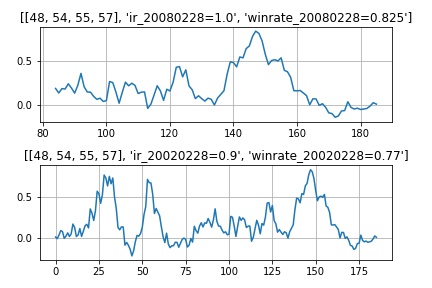 [[48, 54, 55, 57], 'ir_20080228=1.0', 'winrate_20080228=0.825']
0.5
0.0
80 100 120 140 160 180
[[48, 54, 55, 57], 'ir_20020228=0.9', 'winrate_20020228=0.77']
0.5
0.0
0 25 50 75 100 125 150 175